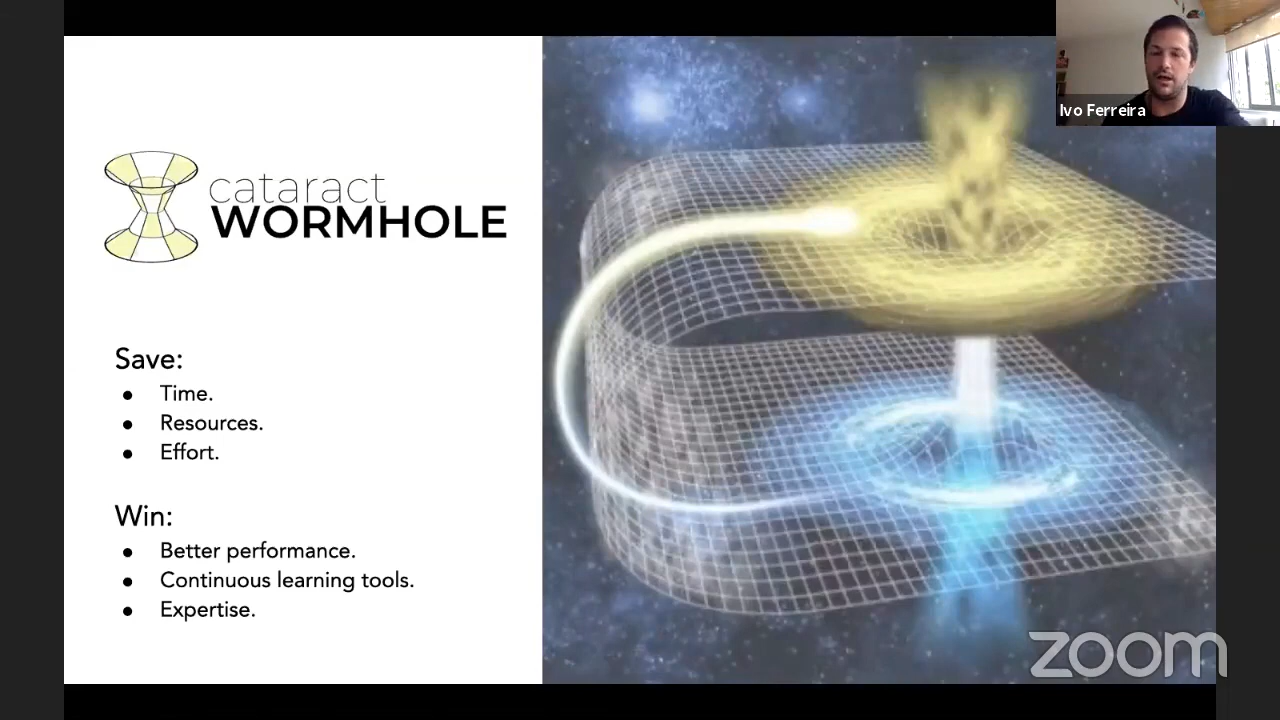 Ivo Ferreira
cataract
WORMHOLE
Save:
● Time.
● Resources.
● Effort.
Win:
● Better performance.
● Continuous learning tools.
● Expertise.
zoom